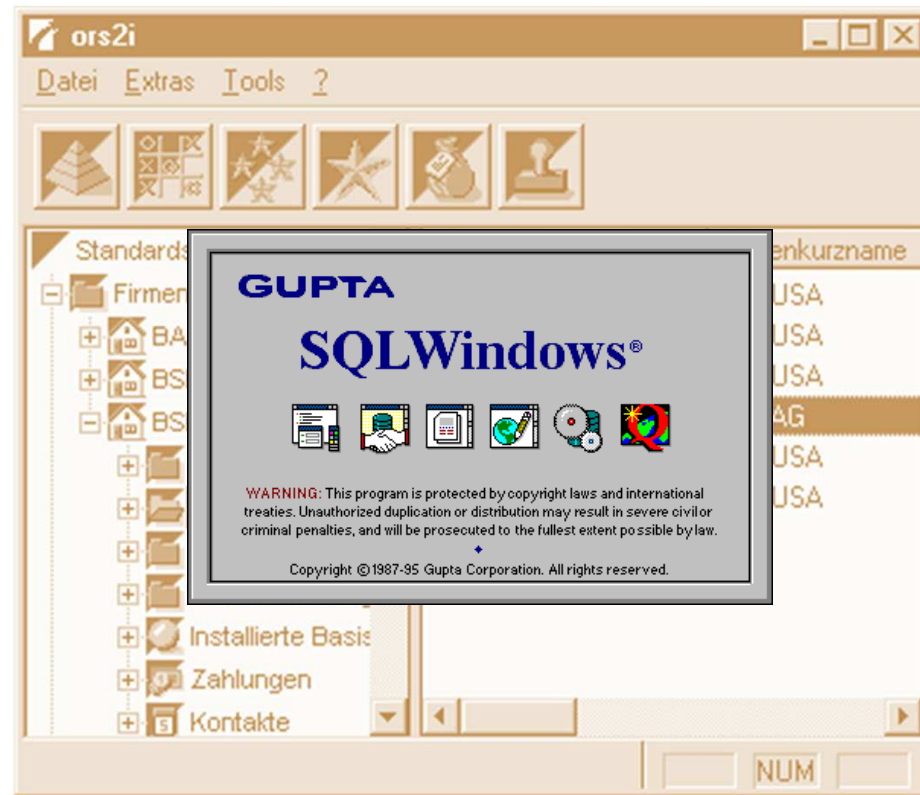 ors2i
Datei Extras Tools ?
Standards
enkurzname
Firmen
USA
BA
USA
BS
USA
BS
AG
USA
USA
GUPTA
SQLWindows®
WARNING: This program is protected by copyright laws and international
treaties. Unauthorized duplication or distribution may result in severe civil or
criminal penalties, and will be prosecuted to the fullest extent possible by law.
Copyright ©1987-95 Gupta Corporation. All rights reserved.
Installierte Basis
Zahlungen
Kontakte
NUM